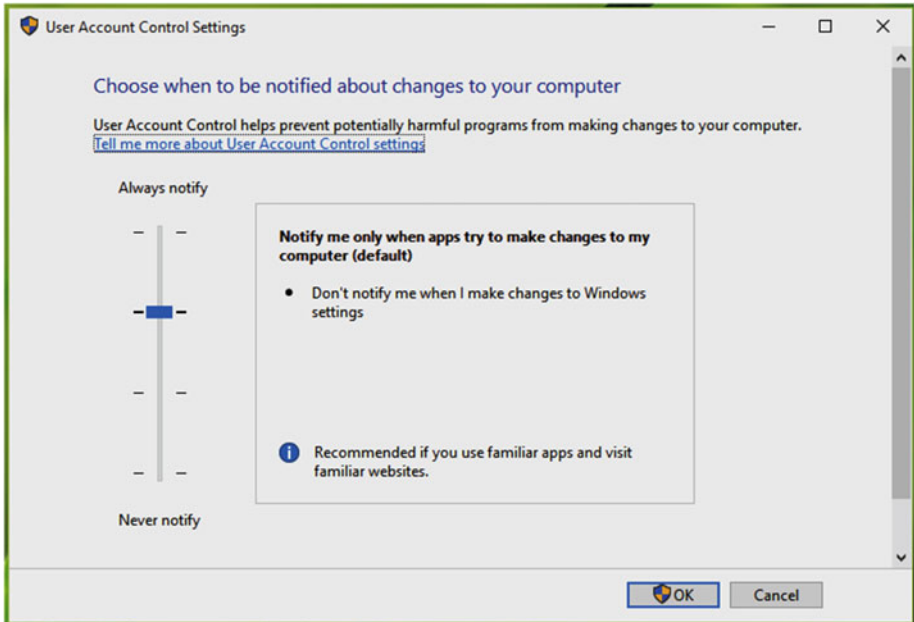 User Account Control Settings
Choose when to be notified about changes to your computer
User Account Control helps prevent potentially harmful programs from making changes to your computer.
Tell me more about User Account Control settings
Always notify
Notify me only when apps try to make changes to my
computer (default)
• Don't notify me when I make changes to Windows
settings
Recommended if you use familiar apps and visit
familiar websites.
Never notify
OK
Cancel